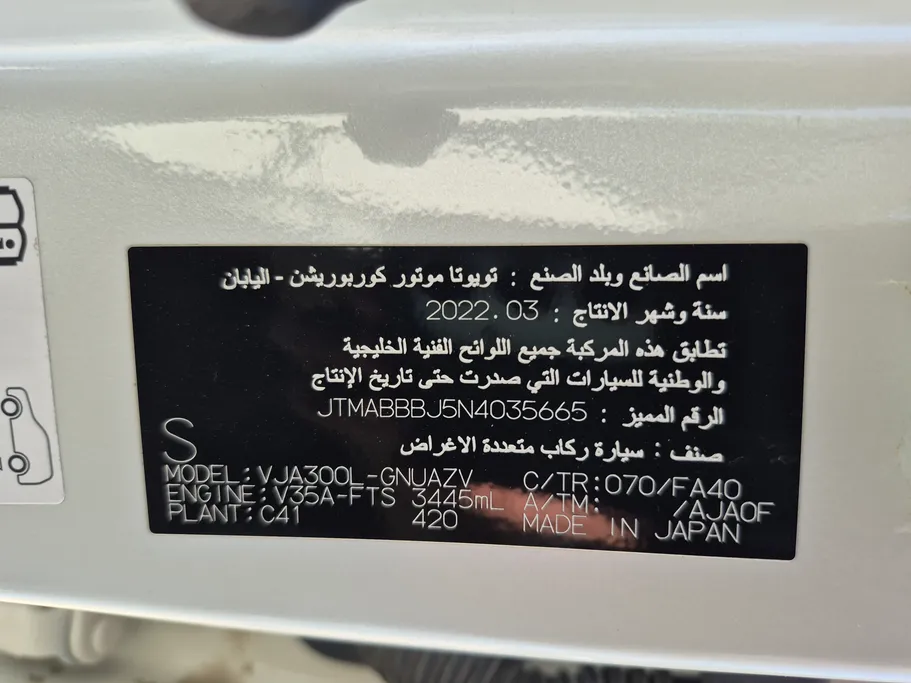 اسم الصانع وبلد الصنع : تويوتا موتور كوربوريشن - اليابان
سنة وشهر الانتاج : 2022.03
تطابق هذه المركبة جميع اللوائح الفنية الخليجية
والوطنية للسيارات التي صدرت حتى تاريخ الإنتاج
الرقم المميز : JTMABBBJ5N4035665
صنف : سيارة ركاب متعددة الاغراض
S
MODEL:VJA300L-GNUAZV C/TR:070/FA40
ENGINE:V35A-FTS 3445mL A/TM: /AJA0F
PLANT:C41 420 MADE IN JAPAN